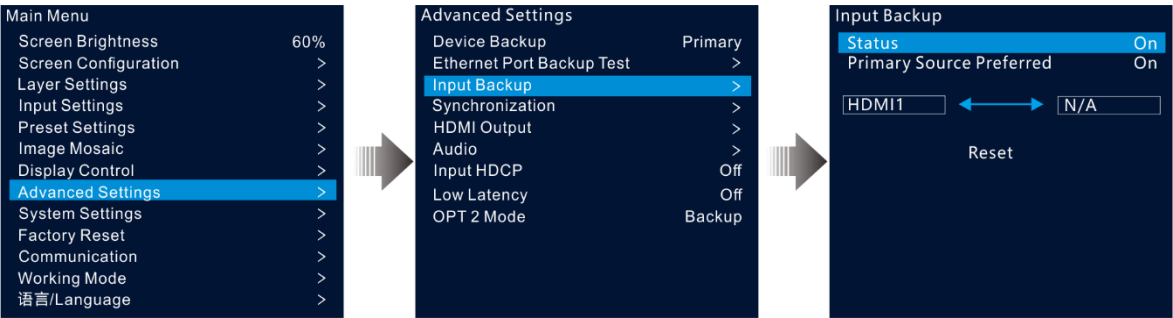 Main Menu
Screen Brightness 60%
Screen Configuration >
Layer Settings >
Input Settings >
Preset Settings >
Image Mosaic >
Display Control >
Advanced Settings >
System Settings >
Factory Reset >
Communication >
Working Mode >
语言/Language >
Advanced Settings
Device Backup Primary
Ethernet Port Backup Test >
Input Backup >
Synchronization >
HDMI Output >
Audio >
Input HDCP Off
Low Latency Off
OPT 2 Mode Backup
Input Backup
Status On
Primary Source Preferred On
HDMI1 N/A
Reset